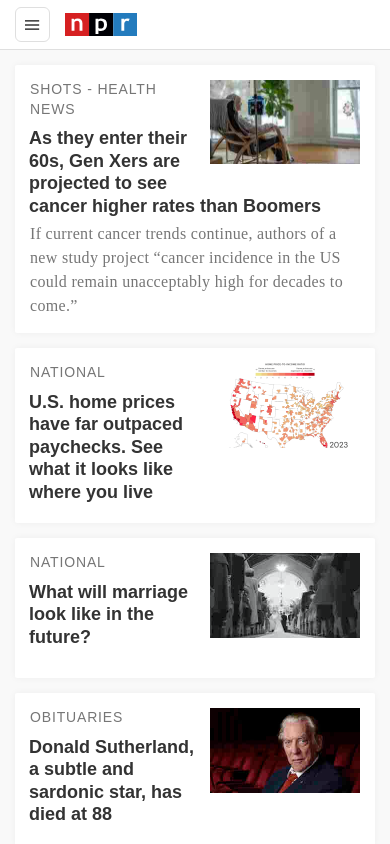 npr
SHOTS - HEALTH
NEWS
As they enter their
60s, Gen Xers are
projected to see
cancer higher rates than Boomers
If current cancer trends continue, authors of a
new study project “cancer incidence in the US
could remain unacceptably high for decades to
come.”
NATIONAL
U.S. home prices
have far outpaced
paychecks. See
what it looks like
where you live
2023
NATIONAL
What will marriage
look like in the
future?
OBITUARIES
Donald Sutherland,
a subtle and
sardonic star, has
died at 88